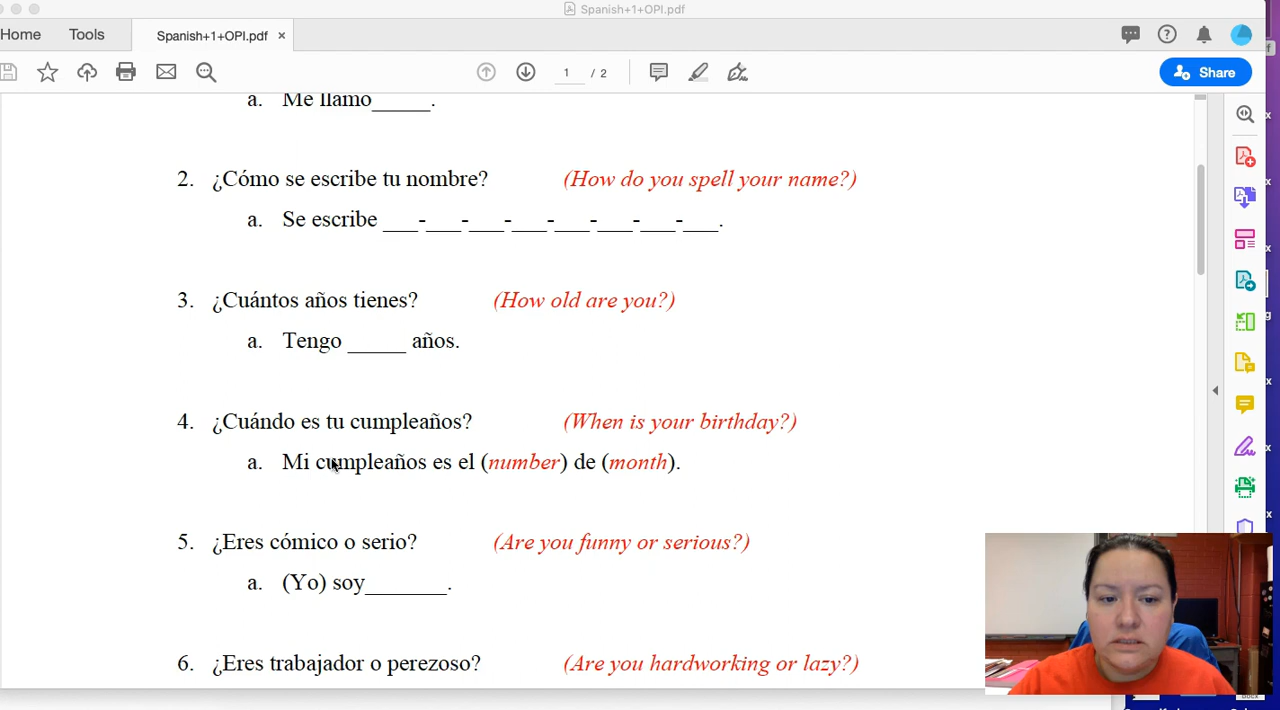 Spanish+1+OPI.pdf
Home Tools Spanish+1+OPI.pdf ×
1 / 2 Share
a. Me llamo_____.
2. ¿Cómo se escribe tu nombre? (How do you spell your name?)
a. Se escribe ___-___-___-___-___-___-___-___.
3. ¿Cuántos años tienes? (How old are you?)
a. Tengo _____ años.
4. ¿Cuándo es tu cumpleaños? (When is your birthday?)
a. Mi cumpleaños es el (number) de (month).
5. ¿Eres cómico o serio? (Are you funny or serious?)
a. (Yo) soy_______.
6. ¿Eres trabajador o perezoso? (Are you hardworking or lazy?)